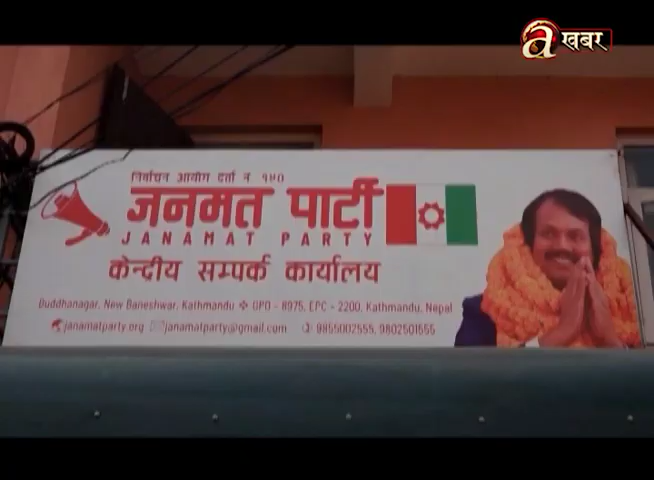 a खबर
निर्वाचन आयोग दर्ता नं १५०
जनमत पार्टी
JANAMAT PARTY
केन्द्रीय सम्पर्क कार्यालय
Buddhanagar, New Baneshwar, Kathmandu ❖ GPO - 8975, EPC - 2200, Kathmandu, Nepal
janamatparty.org janamatparty@gmail.com 9855002555, 9802501555